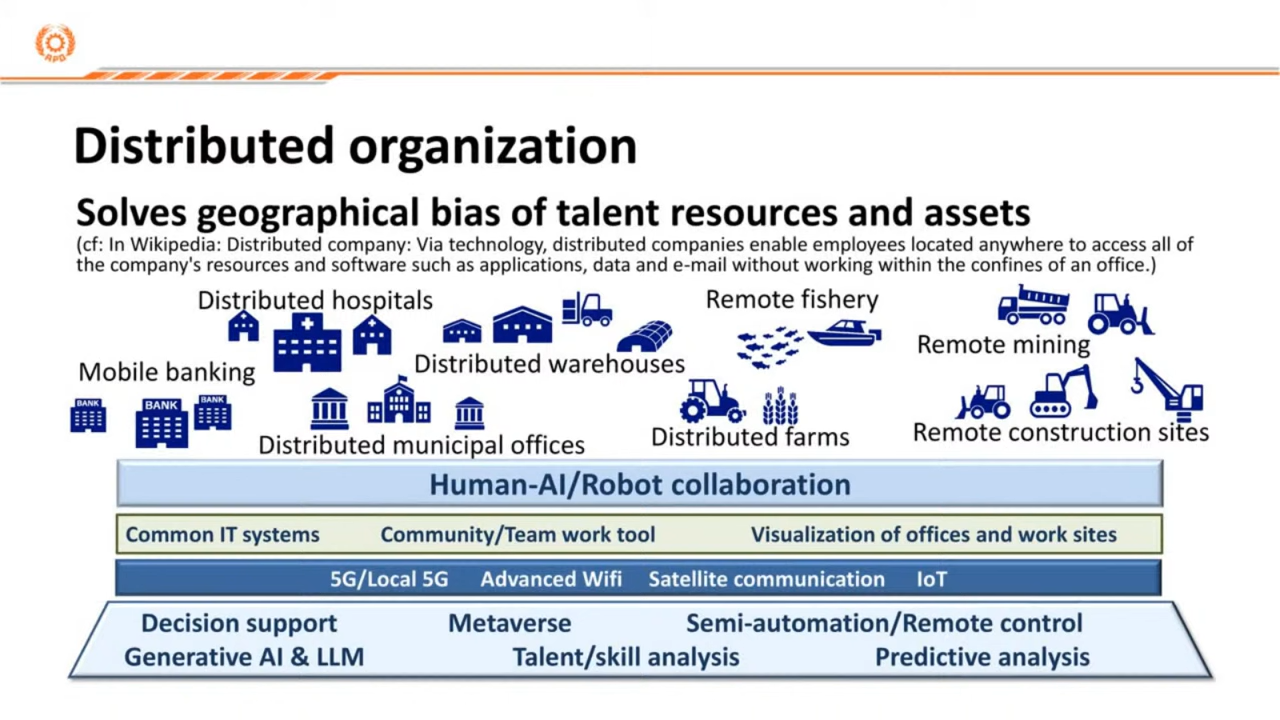 APO
Distributed organization
Solves geographical bias of talent resources and assets
(cf: In Wikipedia: Distributed company: Via technology, distributed companies enable employees located anywhere to access all of
the company's resources and software such as applications, data and e-mail without working within the confines of an office.)
Distributed hospitals
Remote fishery
Remote mining
Distributed warehouses
Mobile banking
BANK
BANK
BANK
Distributed municipal offices
Distributed farms
Remote construction sites
Human-AI/Robot collaboration
Common IT systems Community/Team work tool Visualization of offices and work sites
5G/Local 5G Advanced Wifi Satellite communication IoT
Decision support Metaverse Semi-automation/Remote control
Generative AI & LLM Talent/skill analysis Predictive analysis